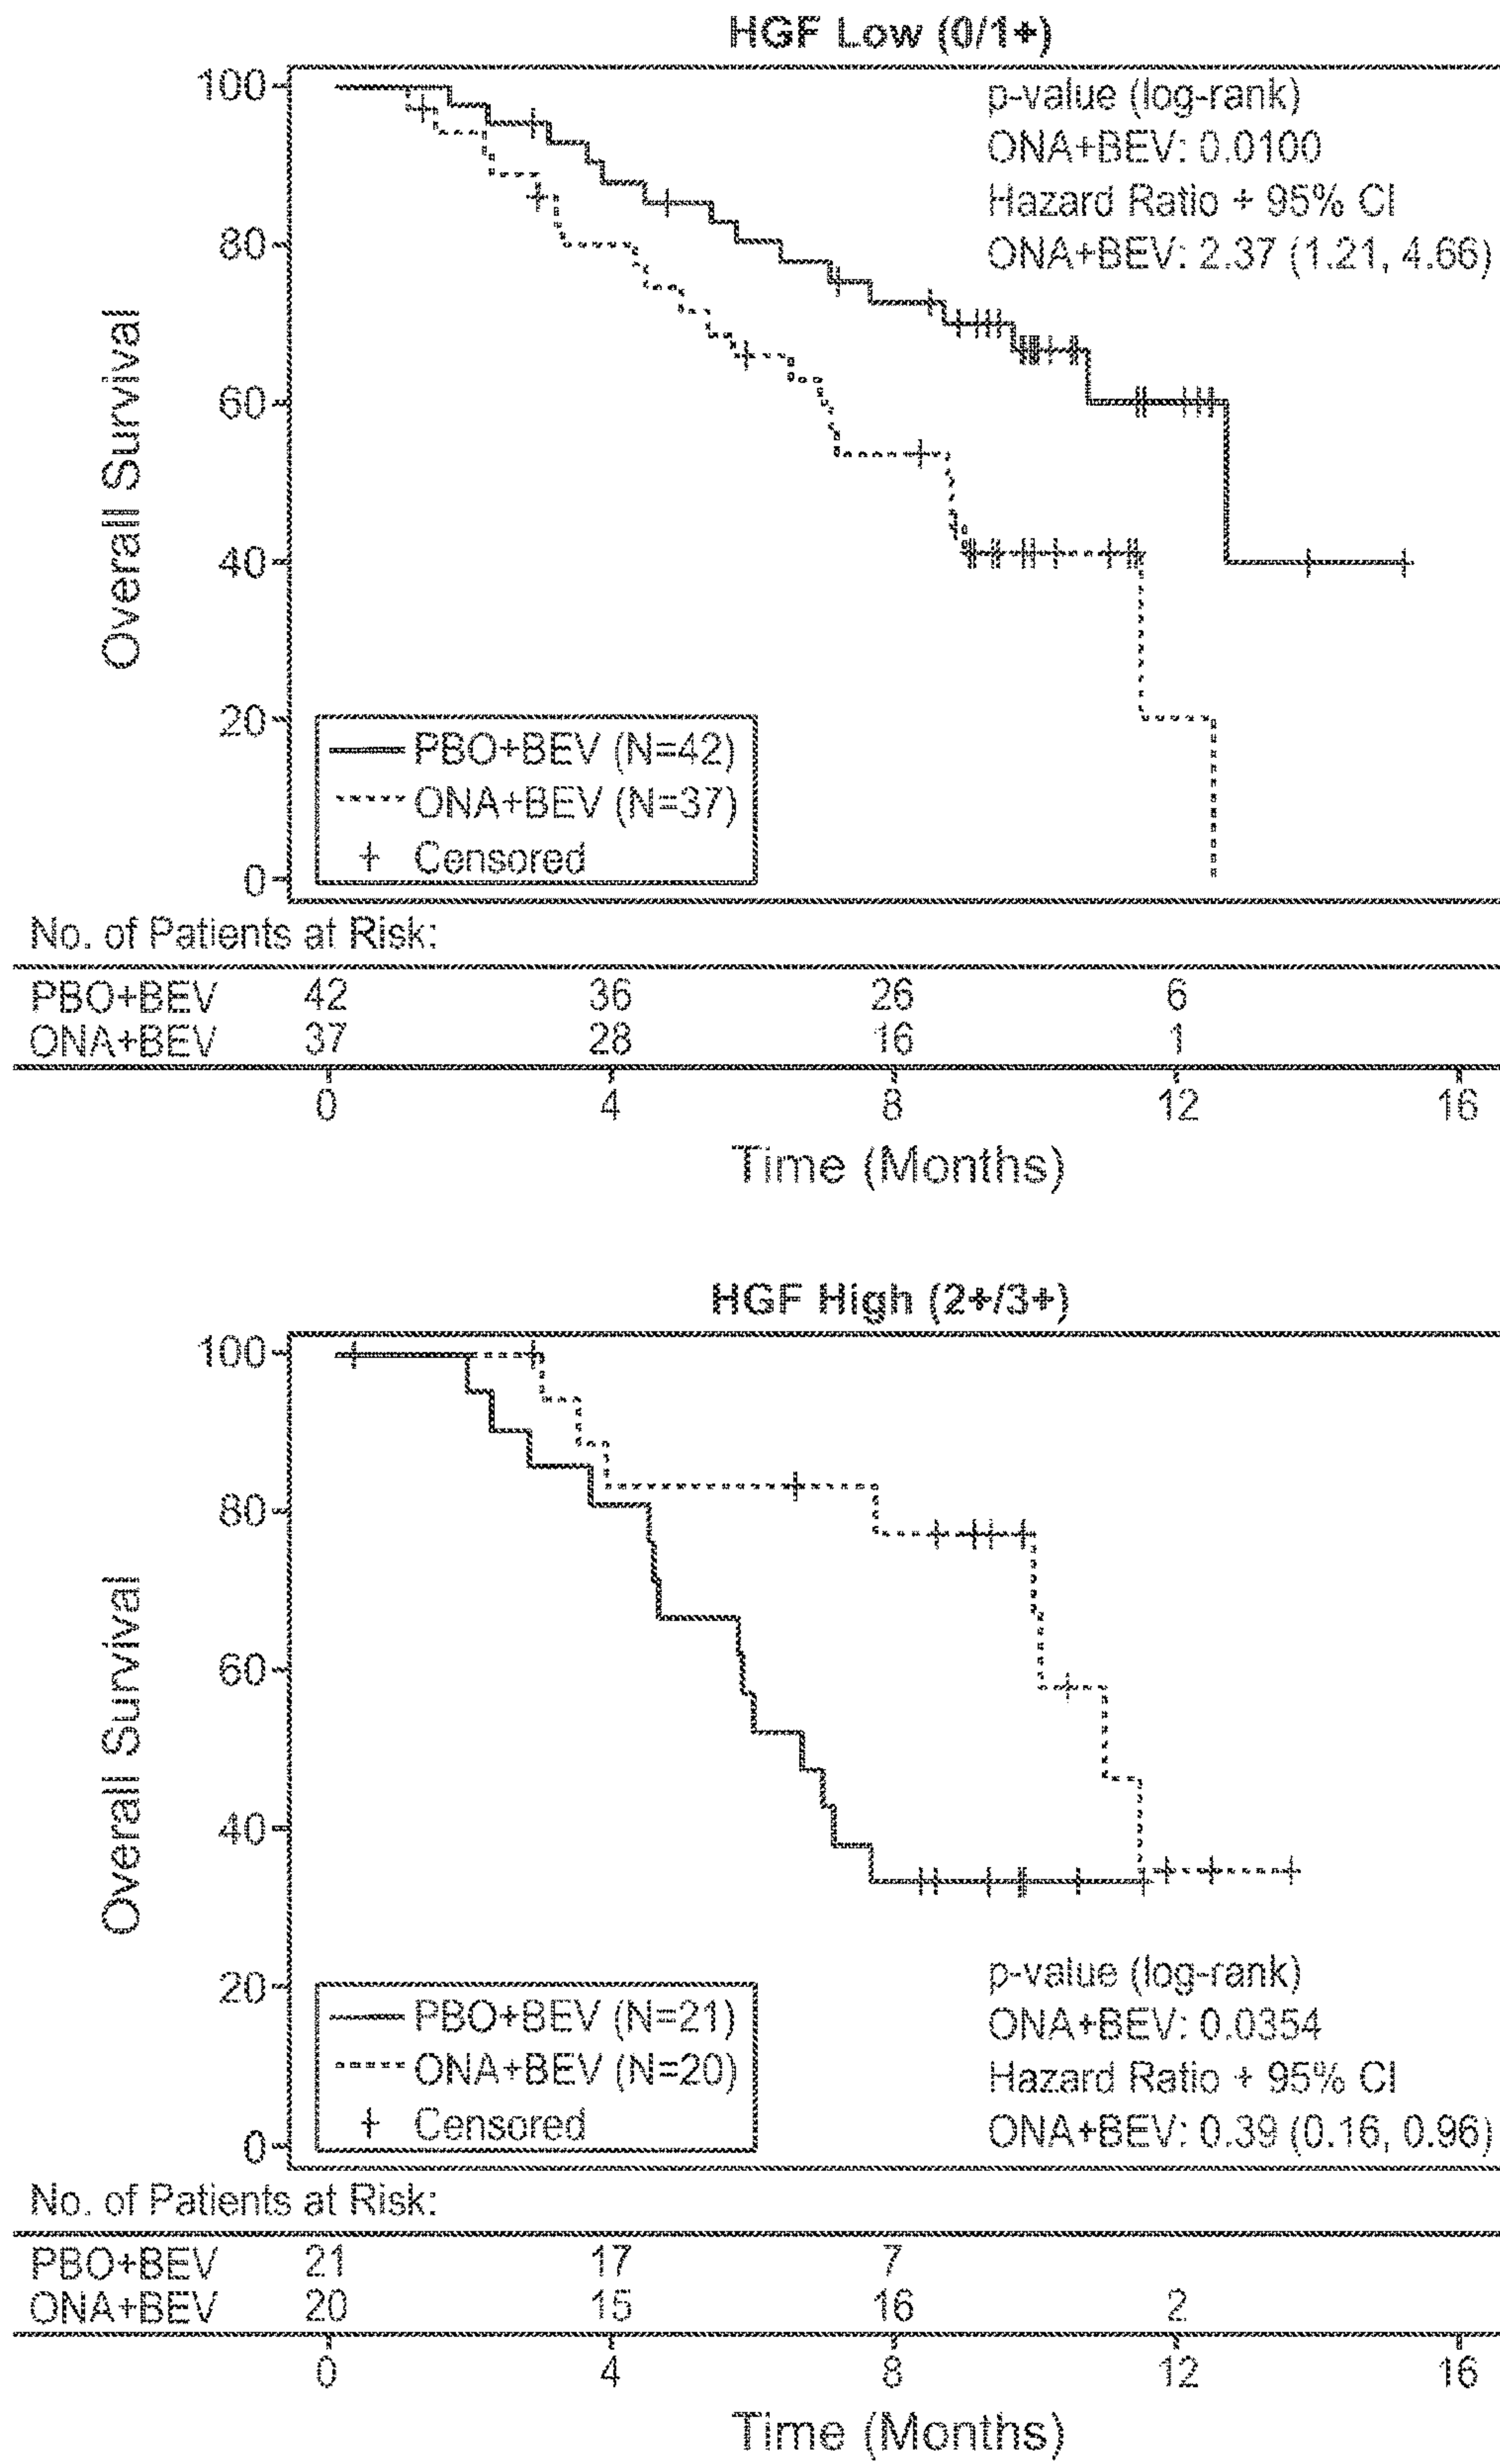 HGF Low (0/1+)
100
80
60
40
20
0
Overall Survival
p-value (log-rank)
ONA+BEV: 0.0100
Hazard Ratio + 95% CI
ONA+BEV: 2.37 (1.21, 4.66)
PBO+BEV (N=42)
ONA+BEV (N=37)
+ Censored
No. of Patients at Risk:
PBO+BEV 42 36 26 6
ONA+BEV 37 28 16 1
0 4 8 12 16
Time (Months)
HGF High (2+/3+)
100
80
60
40
20
0
Overall Survival
PBO+BEV (N=21)
ONA+BEV (N=20)
+ Censored
p-value (log-rank)
ONA+BEV: 0.0354
Hazard Ratio + 95% CI
ONA+BEV: 0.39 (0.16, 0.96)
No. of Patients at Risk:
PBO+BEV 21 17 7
ONA+BEV 20 15 16 2
0 4 8 12 16
Time (Months)